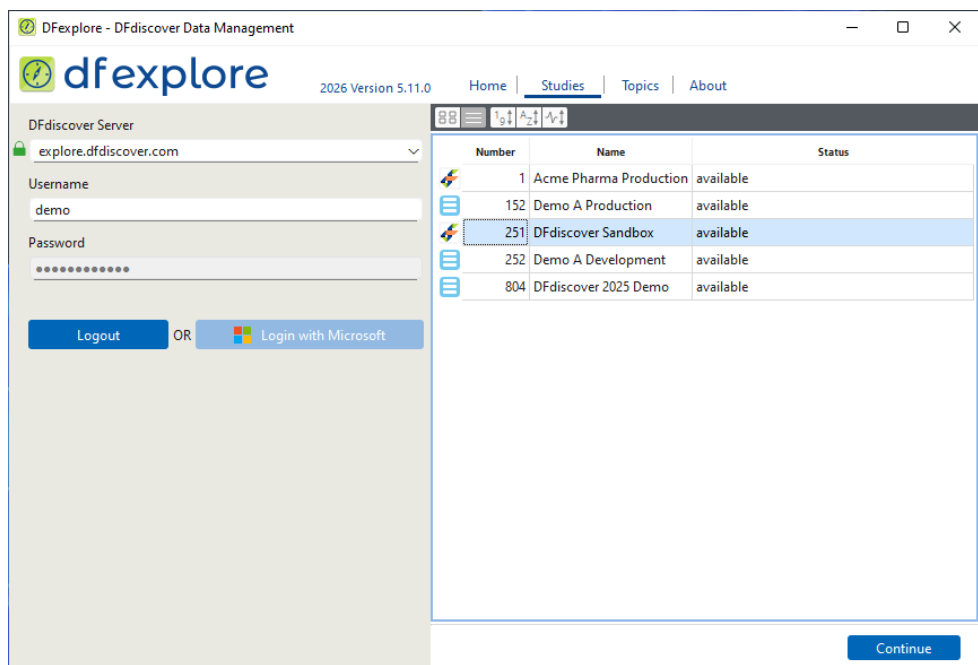 DFexplore - DFdiscover Data Management
dfexplore
2026 Version 5.11.0
Home Studies Topics About
DFdiscover Server
explore.dfdiscover.com
Username
demo
Password
••••••••••••
Logout OR Login with Microsoft
Number Name Status
1 Acme Pharma Production available
152 Demo A Production available
251 DFdiscover Sandbox available
252 Demo A Development available
804 DFdiscover 2025 Demo available
Continue